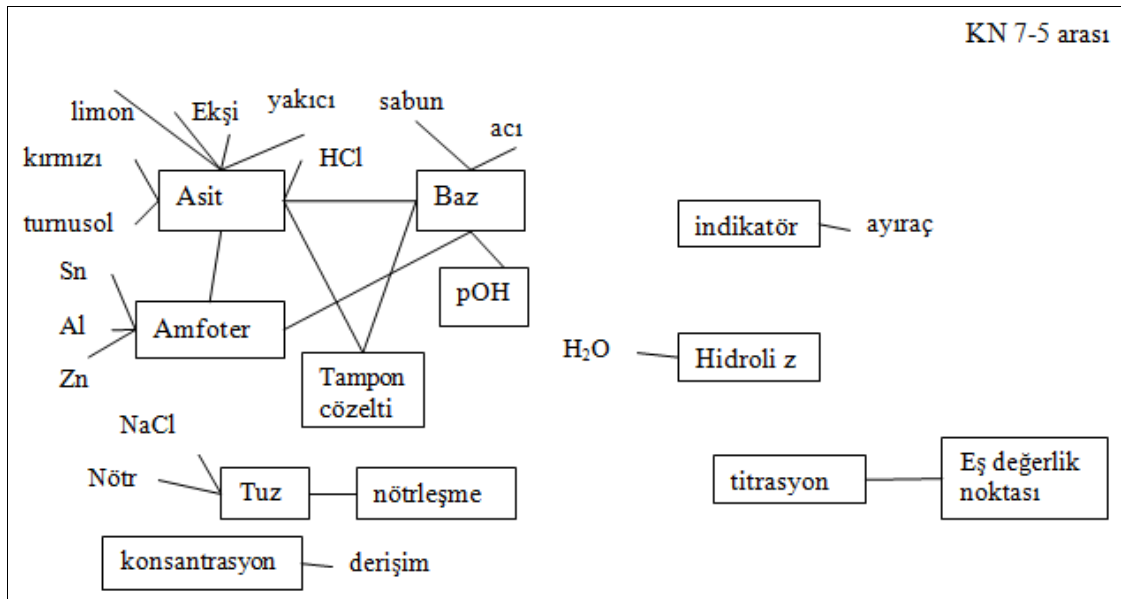 KN 7-5 arası
limon
Ekşi
yakıcı
sabun
acı
kırmızı
HCl
Asit
Baz
turnusol
indikatör
ayıraç
Sn
pOH
Al
Amfoter
H₂O
Hidroli z
Zn
Tampon
cözelti
NaCl
Nötr
Tuz
nötrleşme
titrasyon
Eş değerlik
noktası
konsantrasyon
derişim